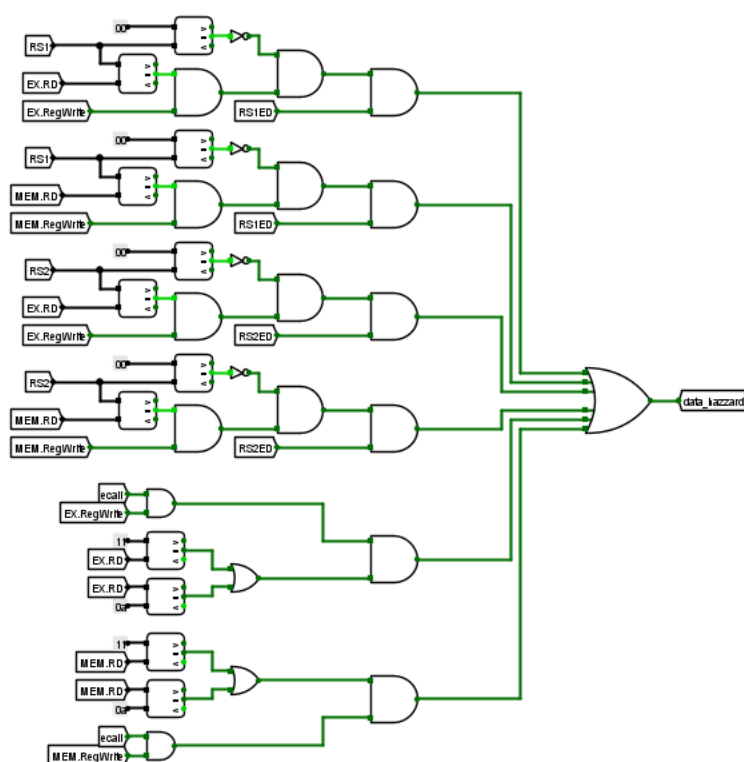 00
RS1
EX.RD
EX.RegWrite
RS1ED
00
RS1
MEM.RD
MEM.RegWrite
RS1ED
00
RS2
EX.RD
EX.RegWrite
RS2ED
00
RS2
MEM.RD
MEM.RegWrite
RS2ED
data_hazzard
ecall
EX.RegWrite
11
EX.RD
EX.RD
0a
11
MEM.RD
MEM.RD
0a
ecall
MEM.RegWrite